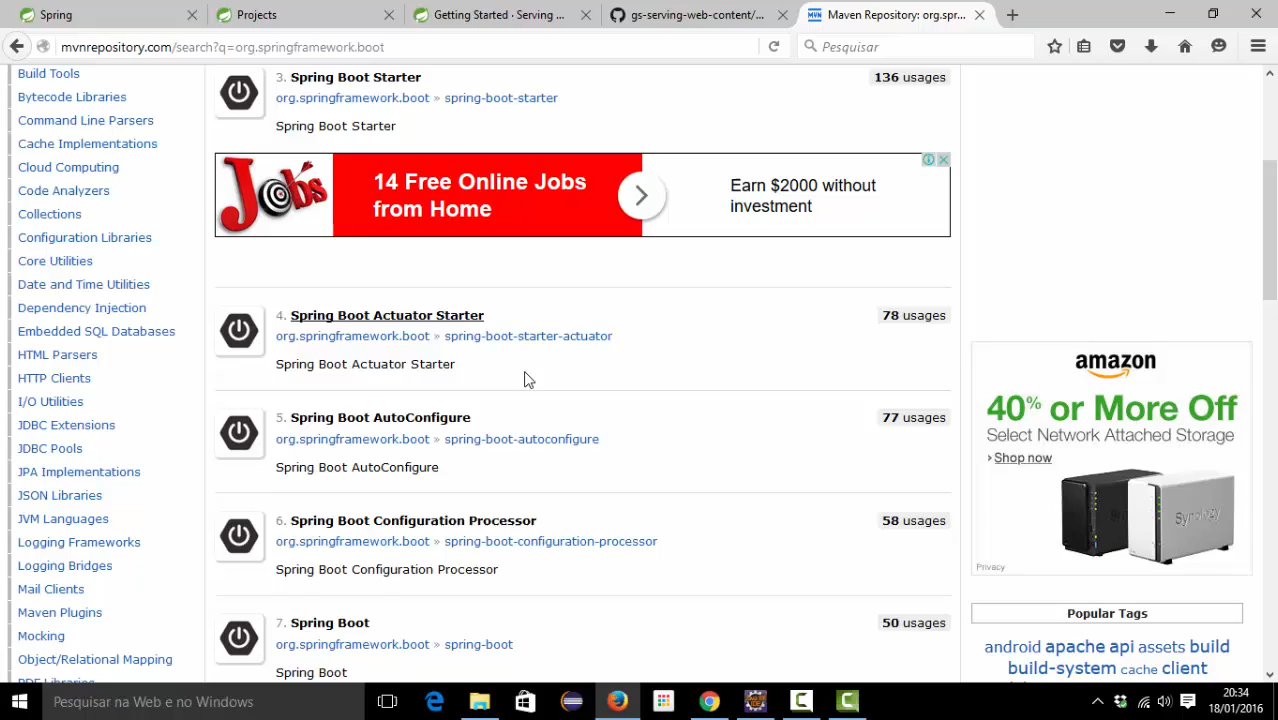 Spring
Projects
Getting Started · Serving ...
gs-serving-web-content/...
MVN Maven Repository: org.spr...
mvnrepository.com/search?q=org.springframework.boot
Pesquisar
Build Tools
Bytecode Libraries
Command Line Parsers
Cache Implementations
Cloud Computing
Code Analyzers
Collections
Configuration Libraries
Core Utilities
Date and Time Utilities
Dependency Injection
Embedded SQL Databases
HTML Parsers
HTTP Clients
I/O Utilities
JDBC Extensions
JDBC Pools
JPA Implementations
JSON Libraries
JVM Languages
Logging Frameworks
Logging Bridges
Mail Clients
Maven Plugins
Mocking
Object/Relational Mapping
PDF Libraries
3. Spring Boot Starter
136 usages
org.springframework.boot » spring-boot-starter
Spring Boot Starter
Jobs
14 Free Online Jobs
from Home
Earn $2000 without
investment
4. Spring Boot Actuator Starter
78 usages
org.springframework.boot » spring-boot-starter-actuator
Spring Boot Actuator Starter
5. Spring Boot AutoConfigure
77 usages
org.springframework.boot » spring-boot-autoconfigure
Spring Boot AutoConfigure
6. Spring Boot Configuration Processor
58 usages
org.springframework.boot » spring-boot-configuration-processor
Spring Boot Configuration Processor
7. Spring Boot
50 usages
org.springframework.boot » spring-boot
Spring Boot
amazon
40% or More Off
Select Network Attached Storage
› Shop now
Synology
Privacy
Popular Tags
android apache api assets build
build-system cache client
Pesquisar na Web e no Windows
20:34
18/01/2016